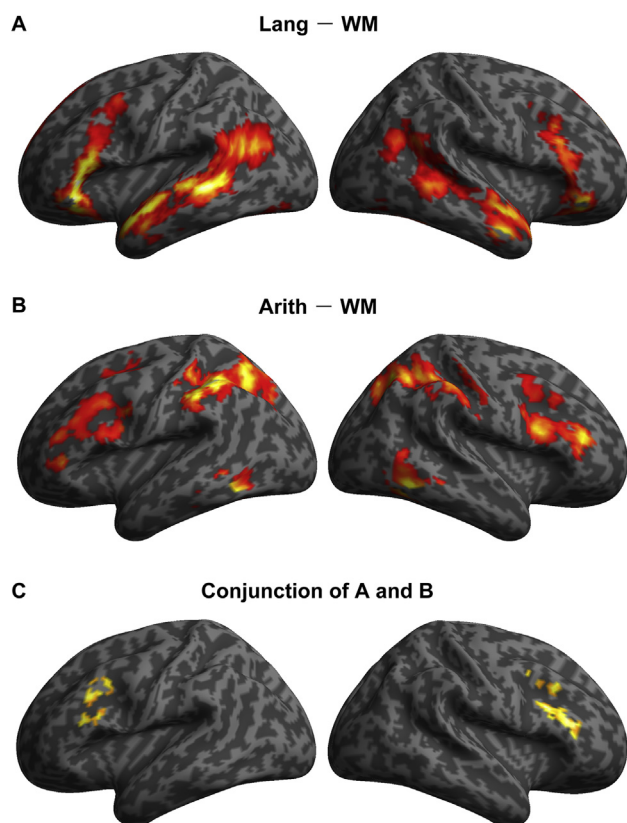 A
Lang — WM
B
Arith — WM
C
Conjunction of A and B